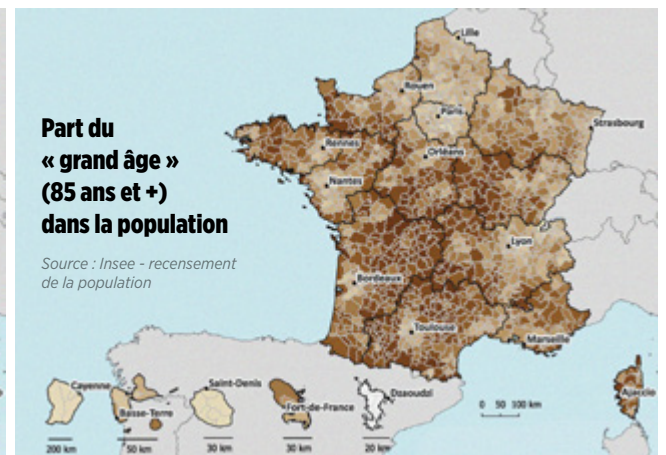 Part du
« grand âge »
(85 ans et +)
dans la population
Source : Insee - recensement
de la population
Lille
Rouen
Paris
Strasbourg
Rennes
Orléans
Nantes
Lyon
Bordeaux
Toulouse
Marseille
Cayenne
Saint-Denis
Dzaoudzi
Basse-Terre
Fort-de-France
Ajaccio
0 50 100 km
200 km
50 km
30 km
30 km
20 km